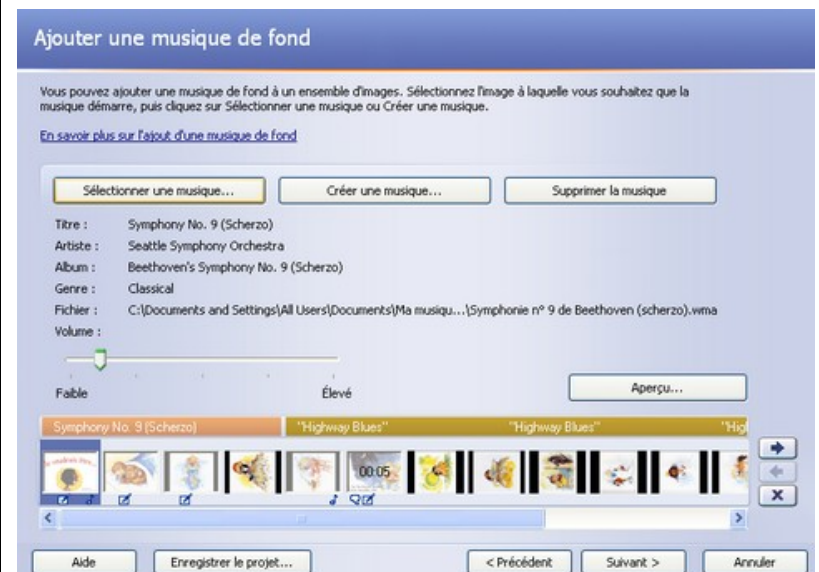 Ajouter une musique de fond
Vous pouvez ajouter une musique de fond à un ensemble d'images. Sélectionnez l'image à laquelle vous souhaitez que la
musique démarre, puis cliquez sur Sélectionner une musique ou Créer une musique.
En savoir plus sur l'ajout d'une musique de fond
Sélectionner une musique... Créer une musique... Supprimer la musique
Titre : Symphony No. 9 (Scherzo)
Artiste : Seattle Symphony Orchestra
Album : Beethoven's Symphony No. 9 (Scherzo)
Genre : Classical
Fichier : C:\Documents and Settings\All Users\Documents\Ma musiqu...\Symphonie n° 9 de Beethoven (scherzo).wma
Volume :
Faible Élevé Aperçu...
Symphony No. 9 (Scherzo) "Highway Blues" "Highway Blues" "Higl
00:05
Aide Enregistrer le projet... < Précédent Suivant > Annuler